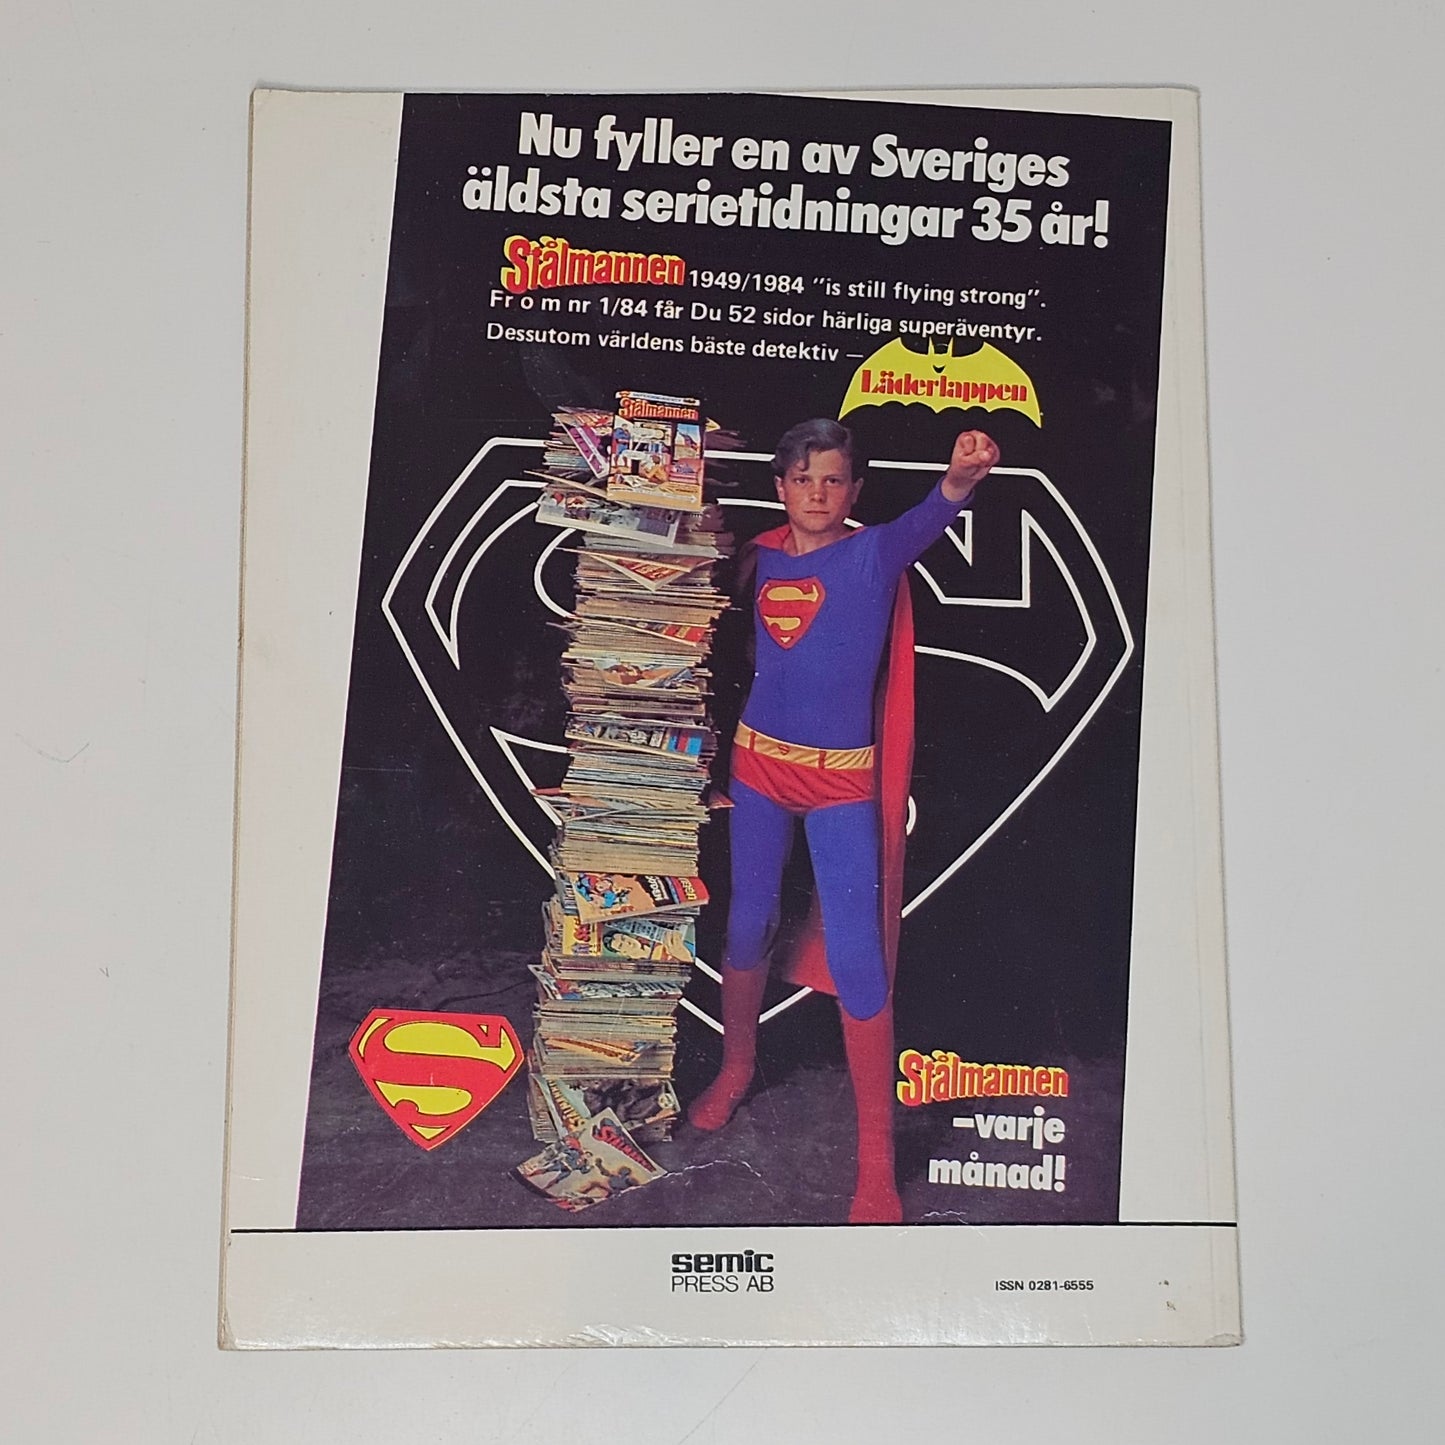 Nu fyller en av Sveriges
äldsta serietidningar 35 år!
Stålmannen 1949/1984 "is still flying strong".
Fr o m nr 1/84 får Du 52 sidor härliga superäventyr.
Dessutom världens bäste detektiv –
Läderlappen
Stålmannen
S
S
Stålmannen
–varje
månad!
semic
PRESS AB
ISSN 0281-6555